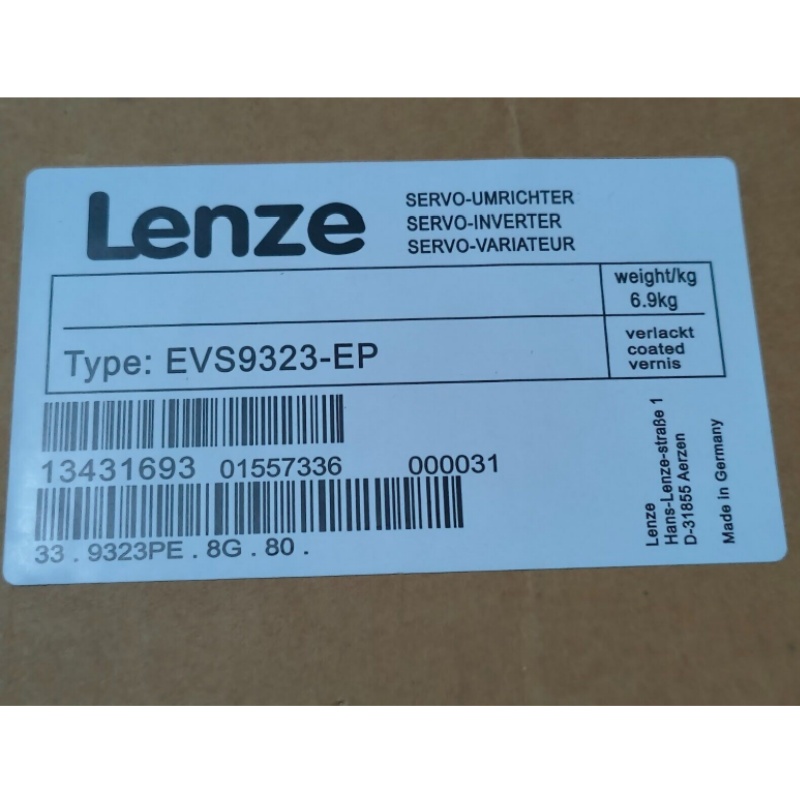 Lenze
SERVO-UMRICHTER
SERVO-INVERTER
SERVO-VARIATEUR
weight/kg
6.9kg
Type: EVS9323-EP
verlackt
coated
vernis
13431693 01557336 000031
33 . 9323PE . 8G . 80 .
Lenze
Hans-Lenze-straße 1
D-31855 Aerzen
Made in Germany